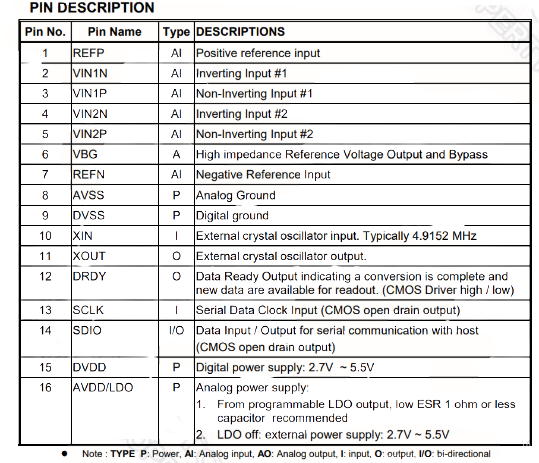 PIN DESCRIPTION
Pin No. Pin Name Type DESCRIPTIONS
1 REFP AI Positive reference input
2 VIN1N AI Inverting Input #1
3 VIN1P AI Non-Inverting Input #1
4 VIN2N AI Inverting Input #2
5 VIN2P AI Non-Inverting Input #2
6 VBG A High impedance Reference Voltage Output and Bypass
7 REFN AI Negative Reference Input
8 AVSS P Analog Ground
9 DVSS P Digital ground
10 XIN I External crystal oscillator input. Typically 4.9152 MHz
11 XOUT O External crystal oscillator output.
12 DRDY O Data Ready Output indicating a conversion is complete and
new data are available for readout. (CMOS Driver high / low)
13 SCLK I Serial Data Clock Input (CMOS open drain output)
14 SDIO I/O Data Input / Output for serial communication with host
(CMOS open drain output)
15 DVDD P Digital power supply: 2.7V ~ 5.5V
16 AVDD/LDO P Analog power supply:
1. From programmable LDO output, low ESR 1 ohm or less
capacitor recommended
2. LDO off: external power supply: 2.7V ~ 5.5V
● Note : TYPE P: Power, AI: Analog input, AO: Analog output, I: input, O: output, I/O: bi-directional